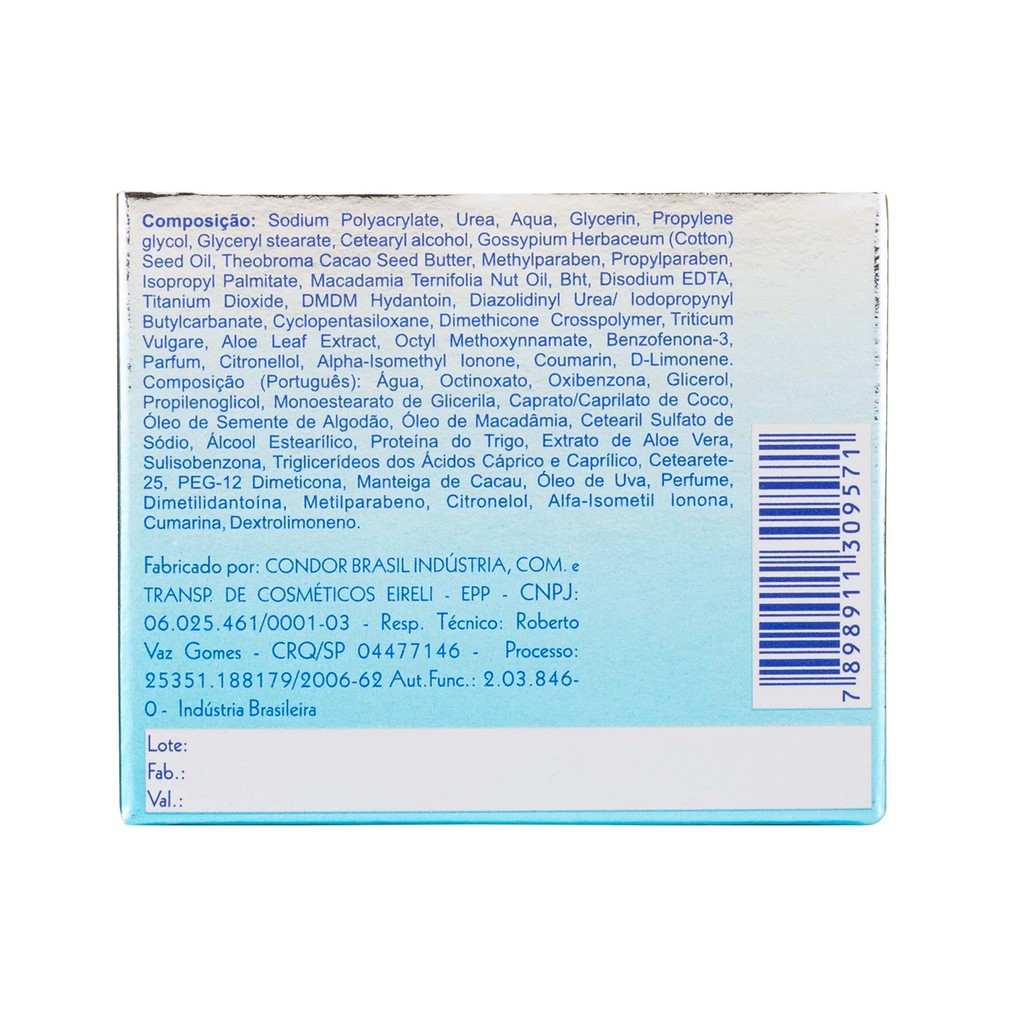 Composição: Sodium Polyacrylate, Urea, Aqua, Glycerin, Propylene
glycol, Glyceryl stearate, Cetearyl alcohol, Gossypium Herbaceum (Cotton)
Seed Oil, Theobroma Cacao Seed Butter, Methylparaben, Propylparaben,
Isopropyl Palmitate, Macadamia Ternifolia Nut Oil, Bht, Disodium EDTA,
Titanium Dioxide, DMDM Hydantoin, Diazolidinyl Urea/ Iodopropynyl
Butylcarbanate, Cyclopentasiloxane, Dimethicone Crosspolymer, Triticum
Vulgare, Aloe Leaf Extract, Octyl Methoxynnamate, Benzofenona-3,
Parfum, Citronellol, Alpha-Isomethyl Ionone, Coumarin, D-Limonene.
Composição (Português): Água, Octinoxato, Oxibenzona, Glicerol,
Propilenoglicol, Monoestearato de Glicerila, Caprato/Caprilato de Coco,
Óleo de Semente de Algodão, Óleo de Macadâmia, Cetearil Sulfato de
Sódio, Álcool Estearílico, Proteína do Trigo, Extrato de Aloe Vera,
Sulisobenzona, Triglicerídeos dos Ácidos Cáprico e Caprílico, Cetearete-
25, PEG-12 Dimeticona, Manteiga de Cacau, Óleo de Uva, Perfume,
Dimetilidantoína, Metilparabeno, Citronelol, Alfa-Isometil Ionona,
Cumarina, Dextrolimoneno.
Fabricado por: CONDOR BRASIL INDÚSTRIA, COM. e
TRANSP. DE COSMÉTICOS EIRELI - EPP - CNPJ:
06.025.461/0001-03 - Resp. Técnico: Roberto
Vaz Gomes - CRQ/SP 04477146 - Processo:
25351.188179/2006-62 Aut.Func.: 2.03.846-
0 - Indústria Brasileira
Lote:
Fab.:
Val.:
7 898911 309571